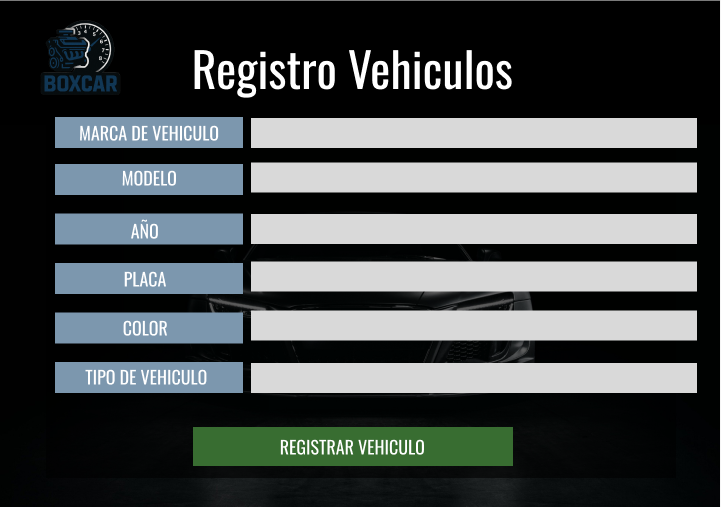 BOXCAR
Registro Vehiculos
MARCA DE VEHICULO
MODELO
AÑO
PLACA
COLOR
TIPO DE VEHICULO
REGISTRAR VEHICULO